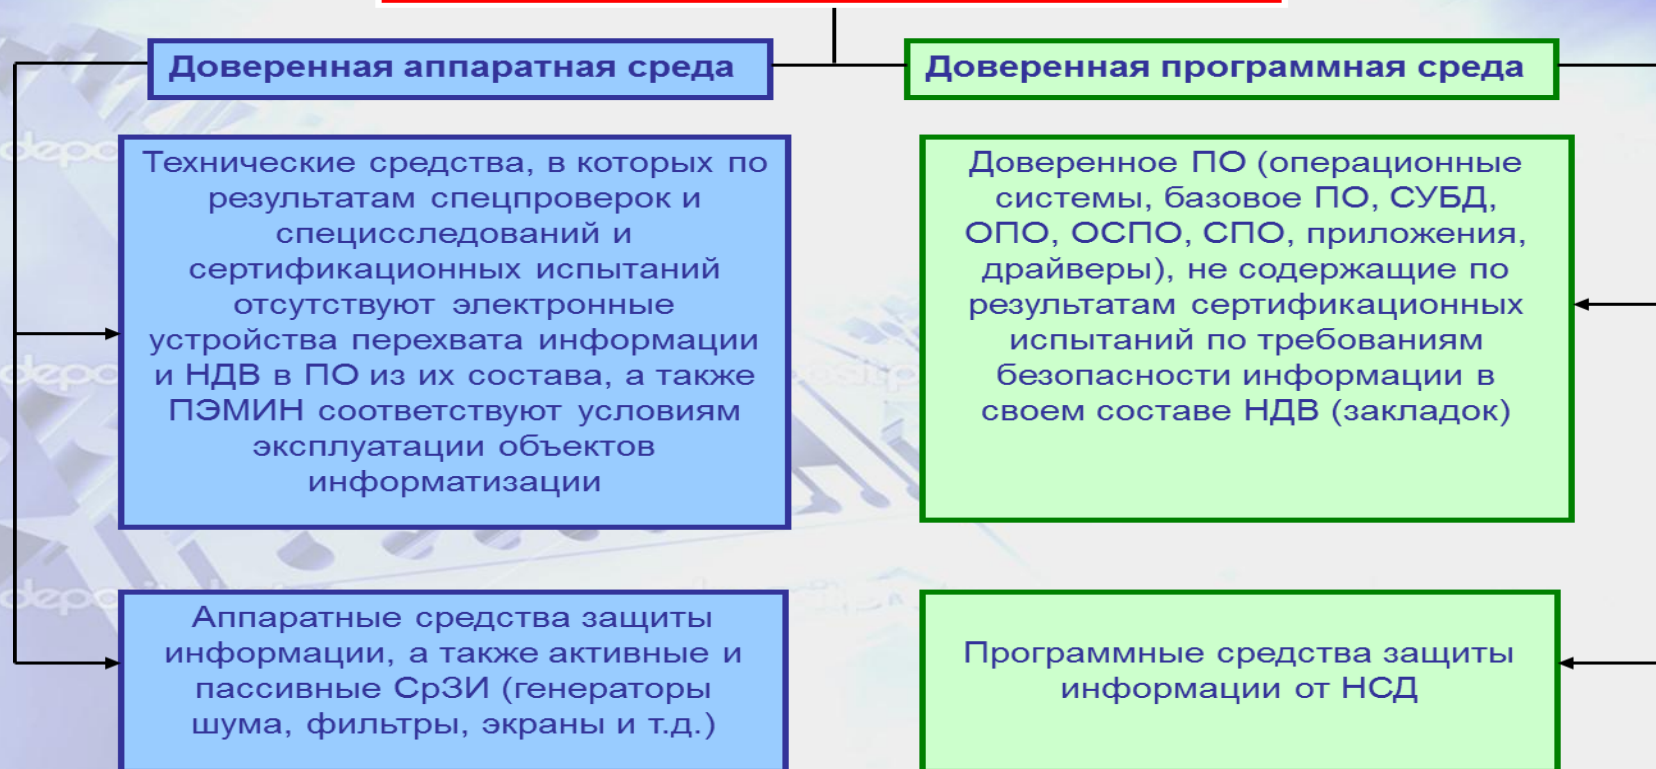 Доверенная аппаратная среда
Доверенная программная среда
Технические средства, в которых по
результатам спецпроверок и
специсследований и
сертификационных испытаний
отсутствуют электронные
устройства перехвата информации
и НДВ в ПО из их состава, а также
ПЭМИН соответствуют условиям
эксплуатации объектов
информатизации
Доверенное ПО (операционные
системы, базовое ПО, СУБД,
ОПО, ОСПО, СПО, приложения,
драйверы), не содержащие по
результатам сертификационных
испытаний по требованиям
безопасности информации в
своем составе НДВ (закладок)
Аппаратные средства защиты
информации, а также активные и
пассивные СрЗИ (генераторы
шума, фильтры, экраны и т.д.)
Программные средства защиты
информации от НСД